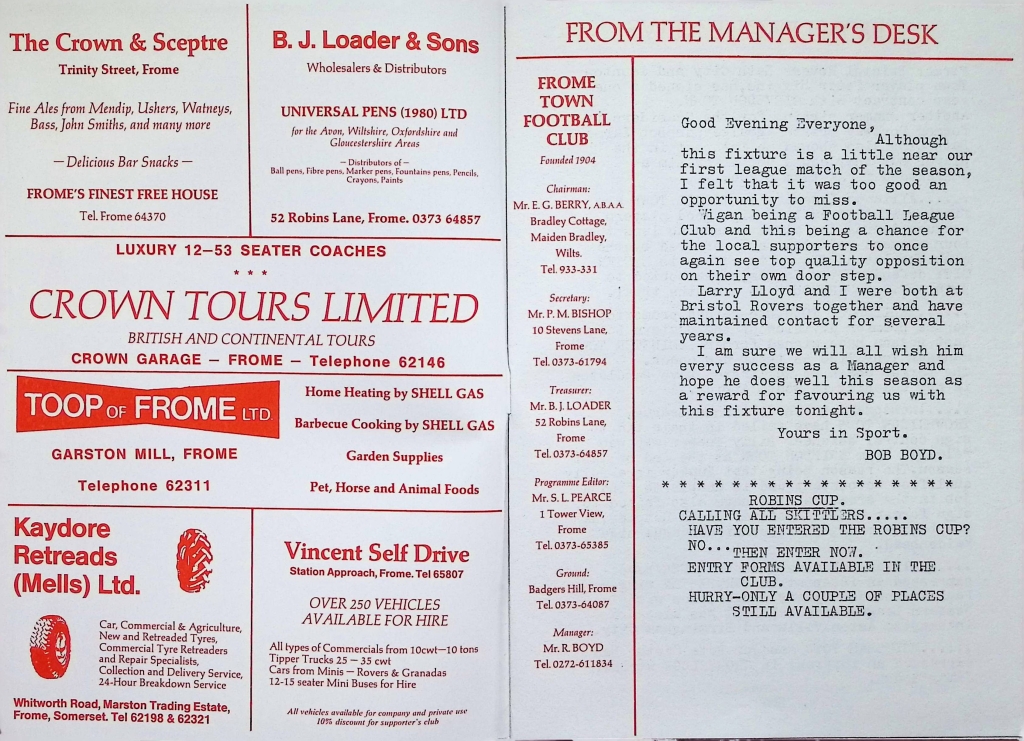 The Crown & Sceptre
Trinity Street, Frome
Fine Ales from Mendip, Ushers, Watneys,
Bass, John Smiths, and many more
— Delicious Bar Snacks —
FROME'S FINEST FREE HOUSE
Tel. Frome 64370
B. J. Loader & Sons
Wholesalers & Distributors
UNIVERSAL PENS (1980) LTD
for the Avon, Wiltshire, Oxfordshire and
Gloucestershire Areas
— Distributors of —
Ball pens, Fibre pens, Marker pens, Fountains pens, Pencils,
Crayons, Paints
52 Robins Lane, Frome. 0373 64857
LUXURY 12—53 SEATER COACHES
* * *
CROWN TOURS LIMITED
BRITISH AND CONTINENTAL TOURS
CROWN GARAGE — FROME — Telephone 62146
TOOP OF FROME LTD
GARSTON MILL, FROME
Telephone 62311
Home Heating by SHELL GAS
Barbecue Cooking by SHELL GAS
Garden Supplies
Pet, Horse and Animal Foods
Kaydore
Retreads
(Mells) Ltd.
Car, Commercial & Agriculture,
New and Retreaded Tyres,
Commercial Tyre Retreaders
and Repair Specialists,
Collection and Delivery Service,
24-Hour Breakdown Service
Whitworth Road, Marston Trading Estate,
Frome, Somerset. Tel 62198 & 62321
Vincent Self Drive
Station Approach, Frome. Tel 65807
OVER 250 VEHICLES
AVAILABLE FOR HIRE
All types of Commercials from 10cwt—10 tons
Tipper Trucks 25 — 35 cwt
Cars from Minis — Rovers & Granadas
12-15 seater Mini Buses for Hire
All vehicles available for company and private use
10% discount for supporter's club
FROM THE MANAGER'S DESK
FROME
TOWN
FOOTBALL
CLUB
Founded 1904
Chairman:
Mr. E. G. BERRY, A.B.A.A.
Bradley Cottage,
Maiden Bradley,
Wilts.
Tel. 933-331
Secretary:
Mr. P. M. BISHOP
10 Stevens Lane,
Frome
Tel. 0373-61794
Treasurer:
Mr. B. J. LOADER
52 Robins Lane,
Frome
Tel. 0373-64857
Programme Editor:
Mr. S. L. PEARCE
1 Tower View,
Frome
Tel. 0373-65385
Ground:
Badgers Hill, Frome
Tel. 0373-64087
Manager:
Mr. R. BOYD
Tel. 0272-611834
Good Evening Everyone,
Although
this fixture is a little near our
first league match of the season,
I felt that it was too good an
opportunity to miss.
Wigan being a Football League
Club and this being a chance for
the local supporters to once
again see top quality opposition
on their own door step.
Larry Lloyd and I were both at
Bristol Rovers together and have
maintained contact for several
years.
I am sure we will all wish him
every success as a Manager and
hope he does well this season as
a reward for favouring us with
this fixture tonight.
Yours in Sport.
BOB BOYD.
* * * * * * * * * * * * * * * *
ROBINS CUP.
CALLING ALL SKITTLERS.....
HAVE YOU ENTERED THE ROBINS CUP?
NO...THEN ENTER NOW.
ENTRY FORMS AVAILABLE IN THE
CLUB.
HURRY-ONLY A COUPLE OF PLACES
STILL AVAILABLE.